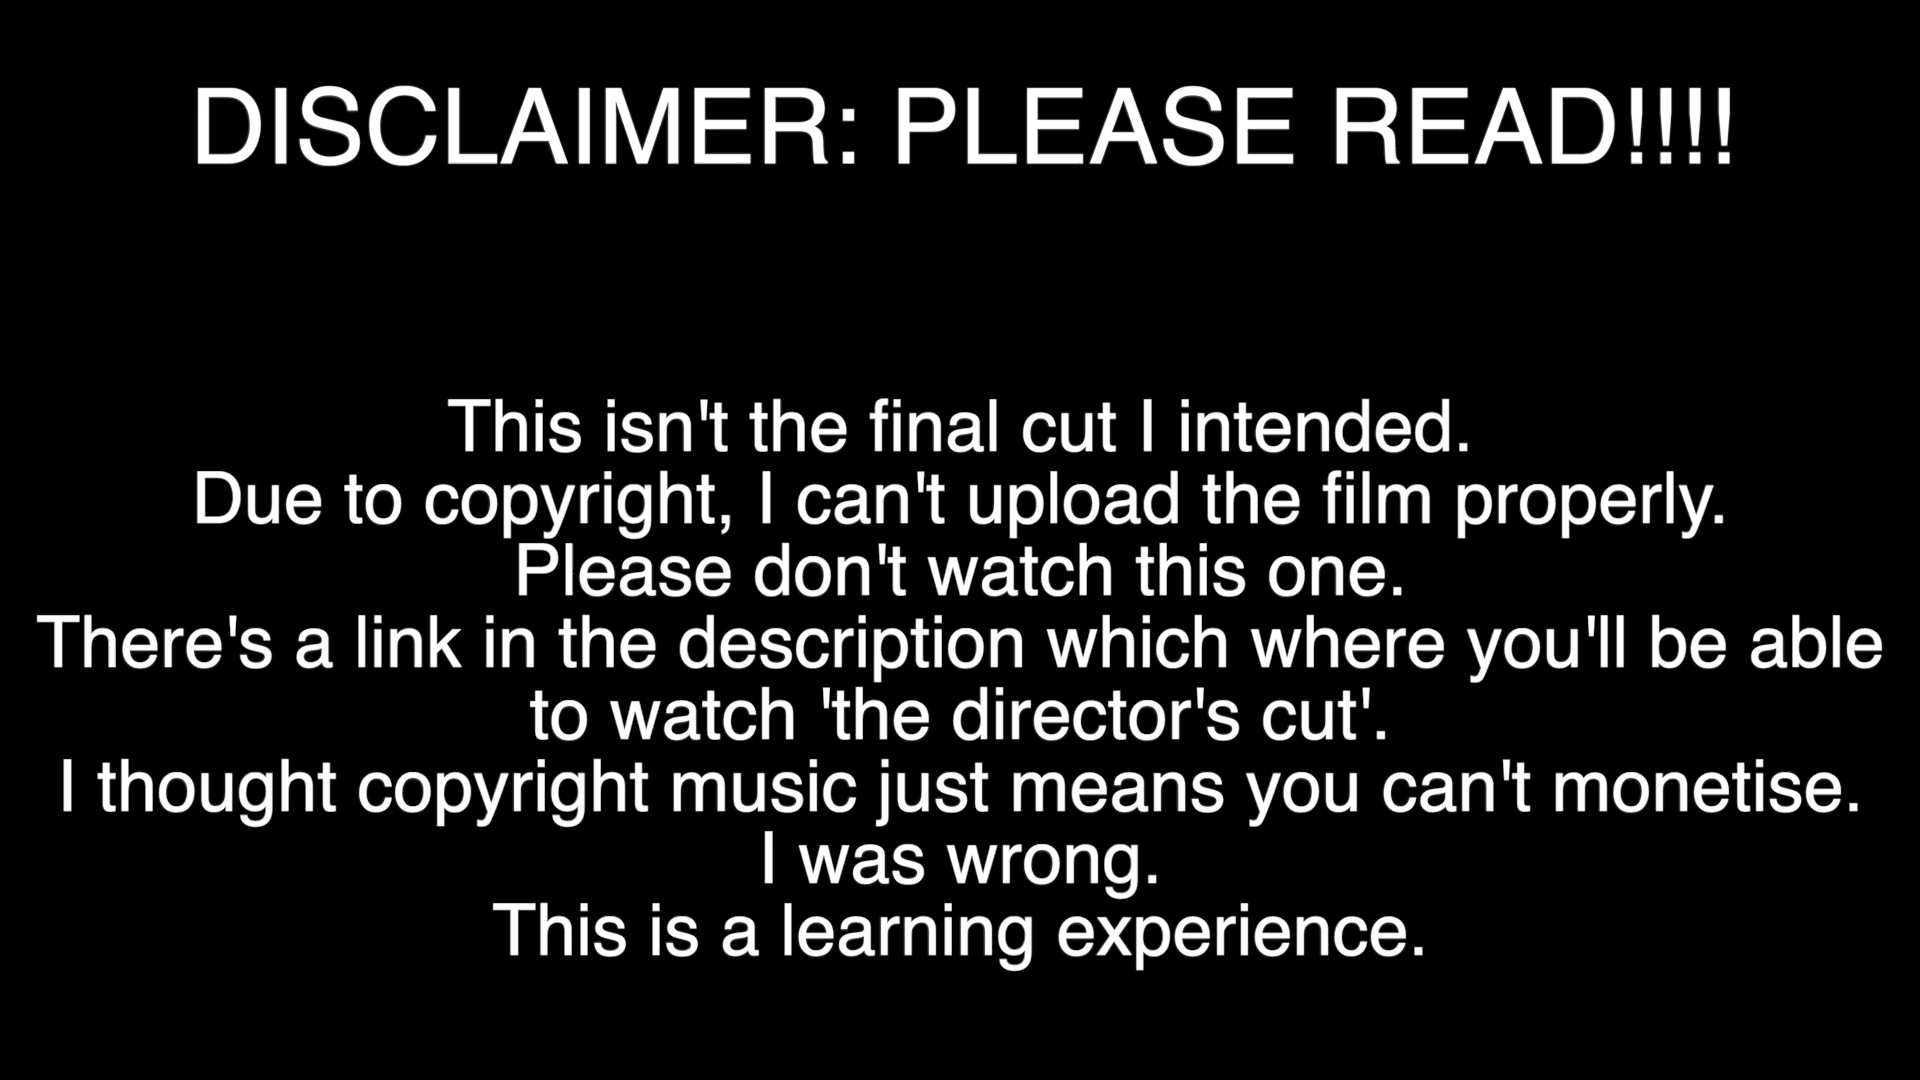 DISCLAIMER: PLEASE READ!!!!
This isn't the final cut I intended.
Due to copyright, I can't upload the film properly.
Please don't watch this one.
There's a link in the description which where you'll be able
to watch 'the director's cut'.
I thought copyright music just means you can't monetise.
I was wrong.
This is a learning experience.